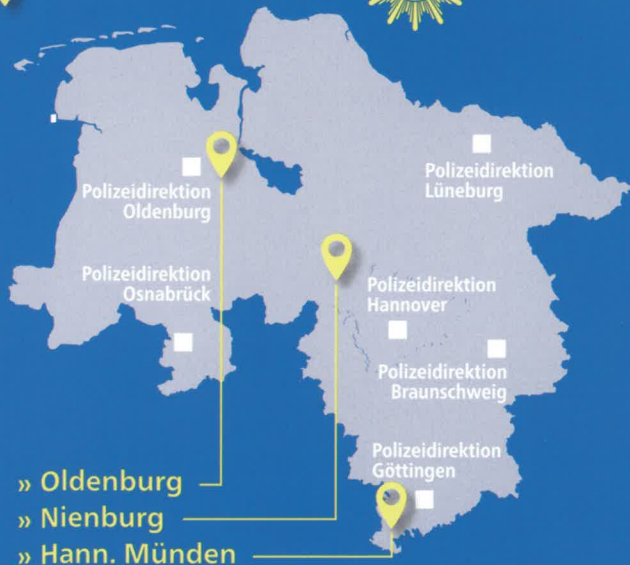 Polizeidirektion
Oldenburg
Polizeidirektion
Lüneburg
Polizeidirektion
Osnabrück
Polizeidirektion
Hannover
Polizeidirektion
Braunschweig
Polizeidirektion
Göttingen
» Oldenburg
» Nienburg
» Hann. Münden